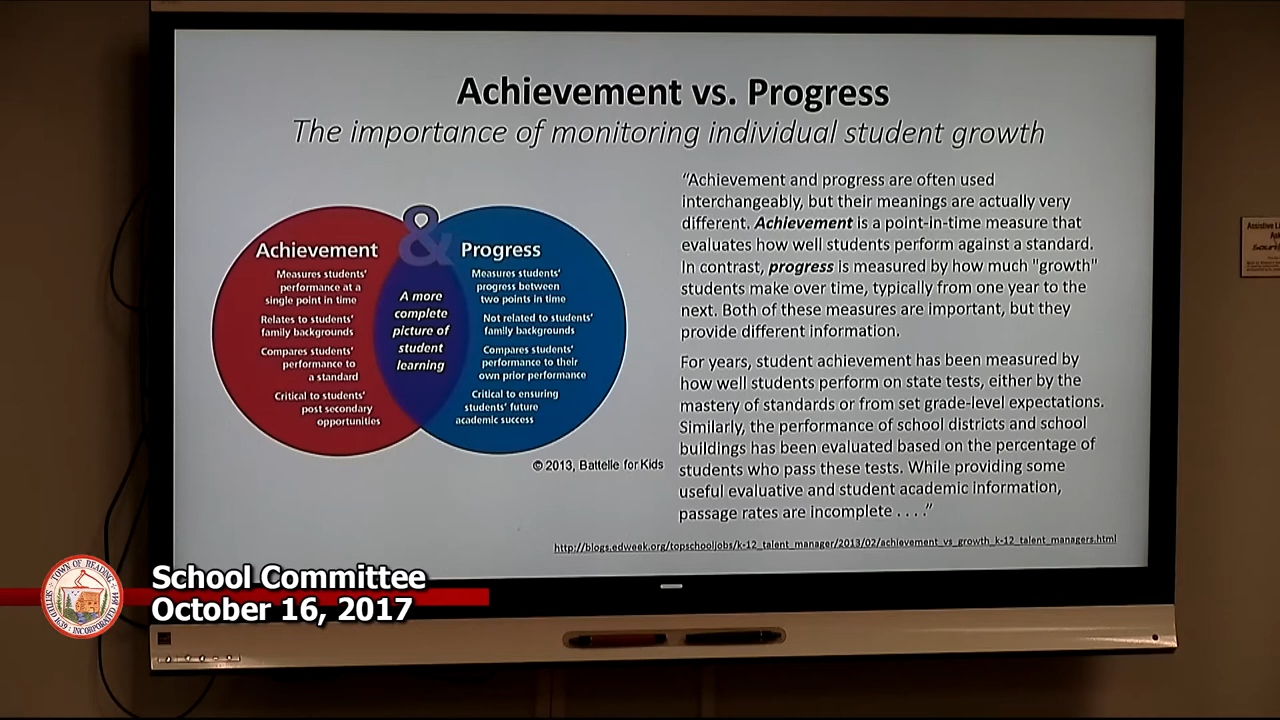 Achievement vs. Progress
The importance of monitoring individual student growth
&
Achievement
Measures students'
performance at a
single point in time
Relates to students'
family backgrounds
Compares students'
performance to
a standard
Critical to students'
post secondary
opportunities
A more
complete
picture of
student
learning
Progress
Measures students'
progress between
two points in time
Not related to students'
family backgrounds
Compares students'
performance to their
own prior performance
Critical to ensuring
students' future
academic success
© 2013, Battelle for Kids
“Achievement and progress are often used
interchangeably, but their meanings are actually very
different. Achievement is a point-in-time measure that
evaluates how well students perform against a standard.
In contrast, progress is measured by how much "growth"
students make over time, typically from one year to the
next. Both of these measures are important, but they
provide different information.
For years, student achievement has been measured by
how well students perform on state tests, either by the
mastery of standards or from set grade-level expectations.
Similarly, the performance of school districts and school
buildings has been evaluated based on the percentage of
students who pass these tests. While providing some
useful evaluative and student academic information,
passage rates are incomplete . . . .”
http://blogs.edweek.org/topschooljobs/k-12_talent_manager/2013/02/achievement_vs_growth_k-12_talent_managers.html
Assistive
TOWN OF READING
SETTLED 1639 · INCORPORATED 1644
School Committee
October 16, 2017